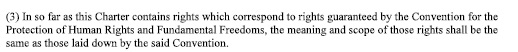 (3) In so far as this Charter contains rights which correspond to rights guaranteed by the Convention for the
Protection of Human Rights and Fundamental Freedoms, the meaning and scope of those rights shall be the
same as those laid down by the said Convention.